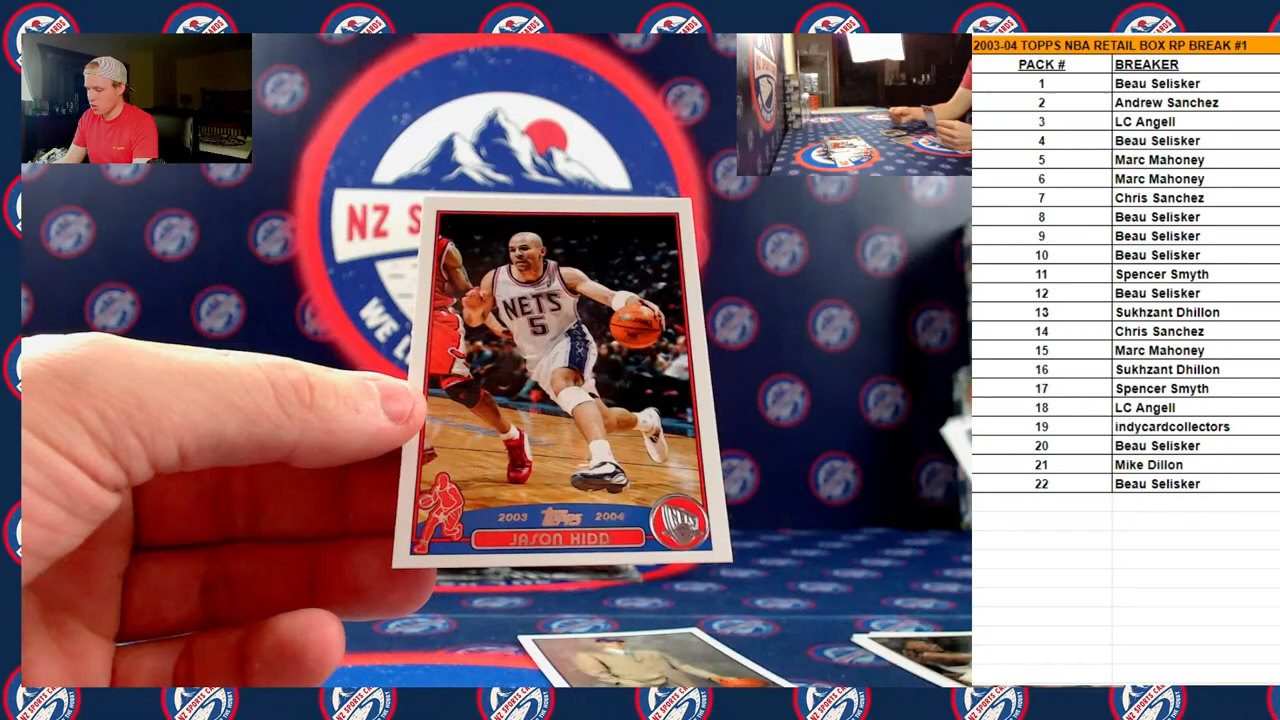 2003-04 TOPPS NBA RETAIL BOX RP BREAK #1
PACK # BREAKER
1 Beau Selisker
2 Andrew Sanchez
3 LC Angell
4 Beau Selisker
5 Marc Mahoney
6 Marc Mahoney
7 Chris Sanchez
8 Beau Selisker
9 Beau Selisker
10 Beau Selisker
11 Spencer Smyth
12 Beau Selisker
13 Sukhzant Dhillon
14 Chris Sanchez
15 Marc Mahoney
16 Sukhzant Dhillon
17 Spencer Smyth
18 LC Angell
19 indycardcollectors
20 Beau Selisker
21 Mike Dillon
22 Beau Selisker
NZ S
WE
NETS
5
2003 Topps 2004
NETS
JASON KIDD